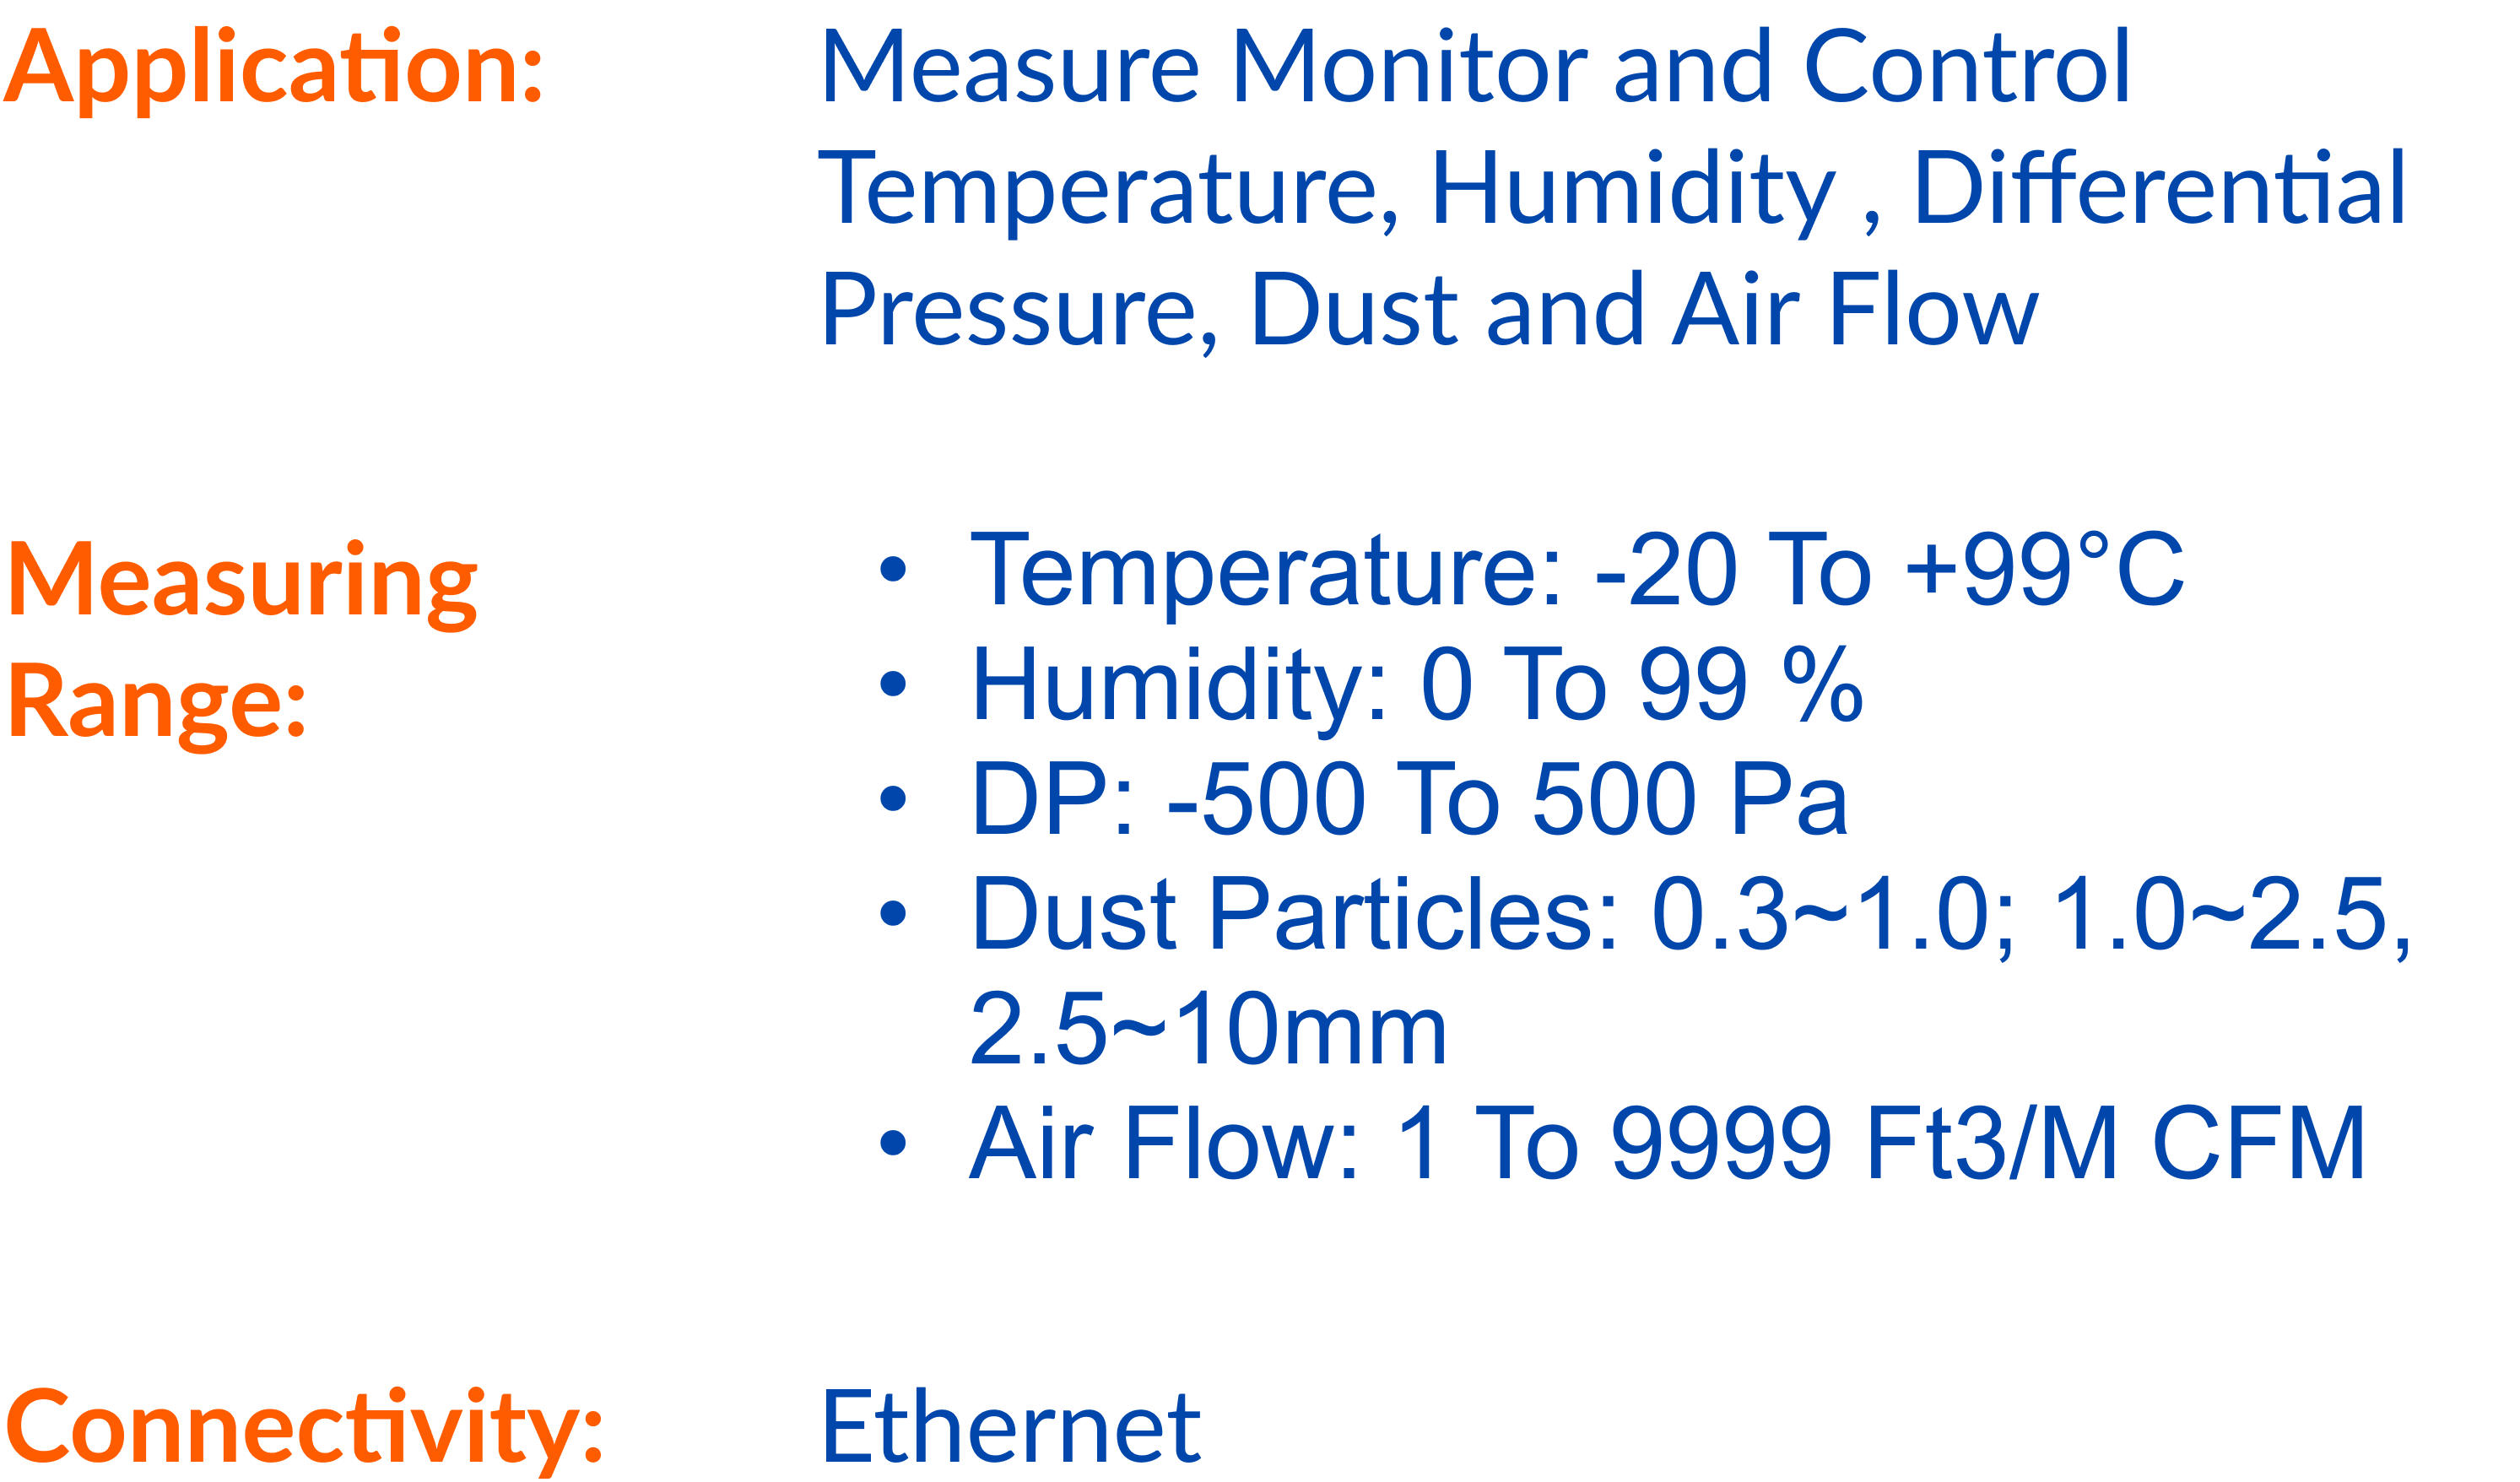 Application: Measure Monitor and Control
Temperature, Humidity , Differential
Pressure, Dust and Air Flow
Measuring
Range:
• Temperature: -20 To +99°C
• Humidity: 0 To 99 %
• DP: -500 To 500 Pa
• Dust Particles: 0.3 ~1.0; 1.0~2.5,
2.5~10mm
• Air Flow: 1 To 9999 Ft3/M CFM
Connectivity: Ethernet